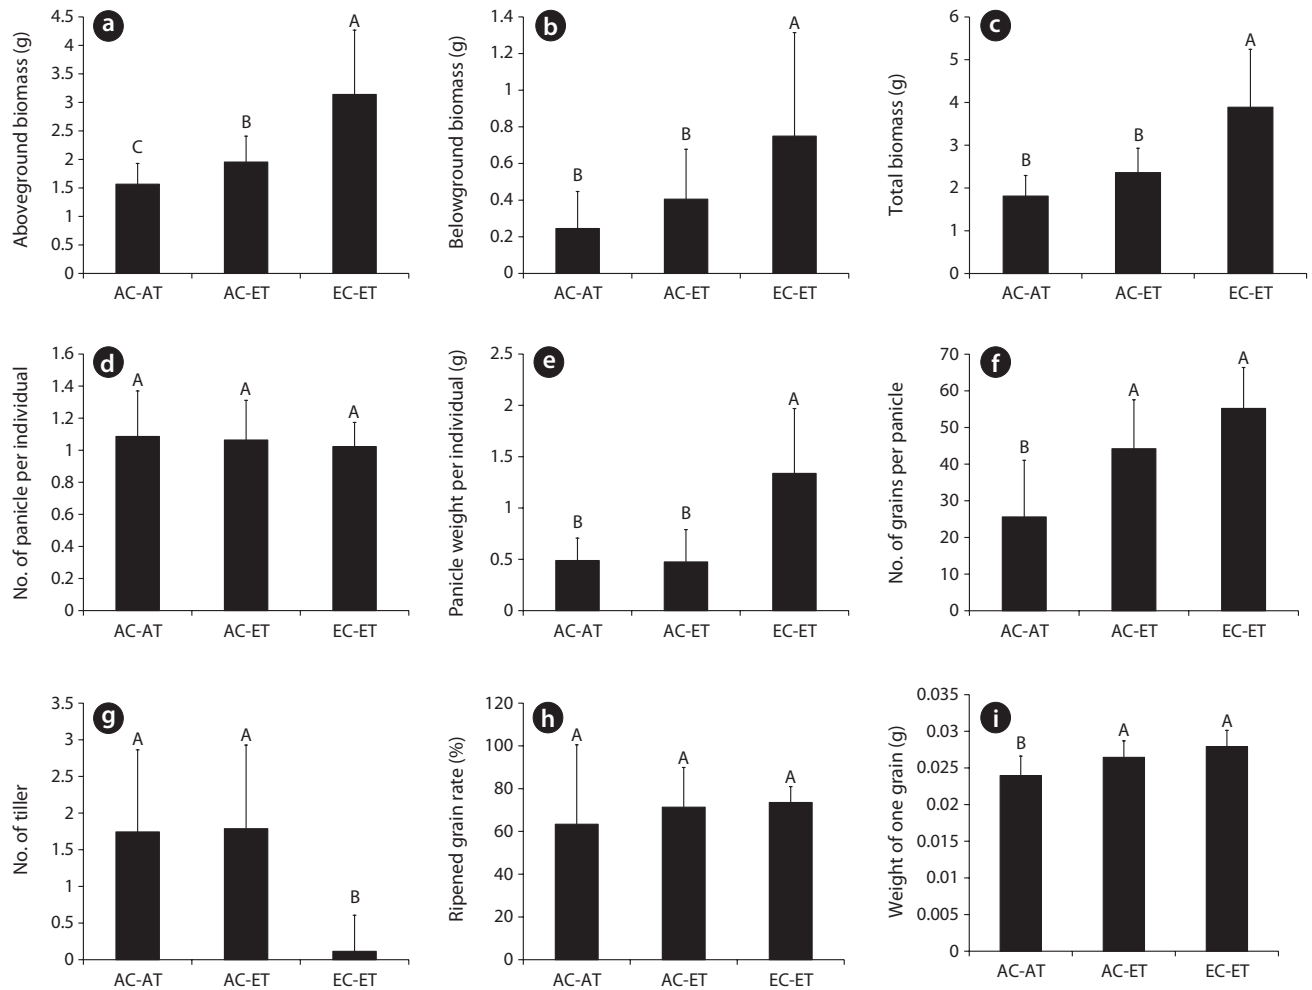 a
Aboveground biomass (g)
4.5
4
3.5
3
2.5
2
1.5
1
0.5
0
C
B
A
AC-AT AC-ET EC-ET
b
Belowground biomass (g)
1.4
1.2
1
0.8
0.6
0.4
0.2
0
B
B
A
AC-AT AC-ET EC-ET
c
Total biomass (g)
6
5
4
3
2
1
0
B
B
A
AC-AT AC-ET EC-ET
d
No. of panicle per individual
1.6
1.4
1.2
1
0.8
0.6
0.4
0.2
0
A
A
A
AC-AT AC-ET EC-ET
e
Panicle weight per individual (g)
2.5
2
1.5
1
0.5
0
B
B
A
AC-AT AC-ET EC-ET
f
No. of grains per panicle
70
60
50
40
30
20
10
0
B
A
A
AC-AT AC-ET EC-ET
g
No. of tiller
3.5
3
2.5
2
1.5
1
0.5
0
A
A
B
AC-AT AC-ET EC-ET
h
Ripened grain rate (%)
120
100
80
60
40
20
0
A
A
A
AC-AT AC-ET EC-ET
i
Weight of one grain (g)
0.035
0.03
0.025
0.02
0.015
0.01
0.005
0
B
A
A
AC-AT AC-ET EC-ET